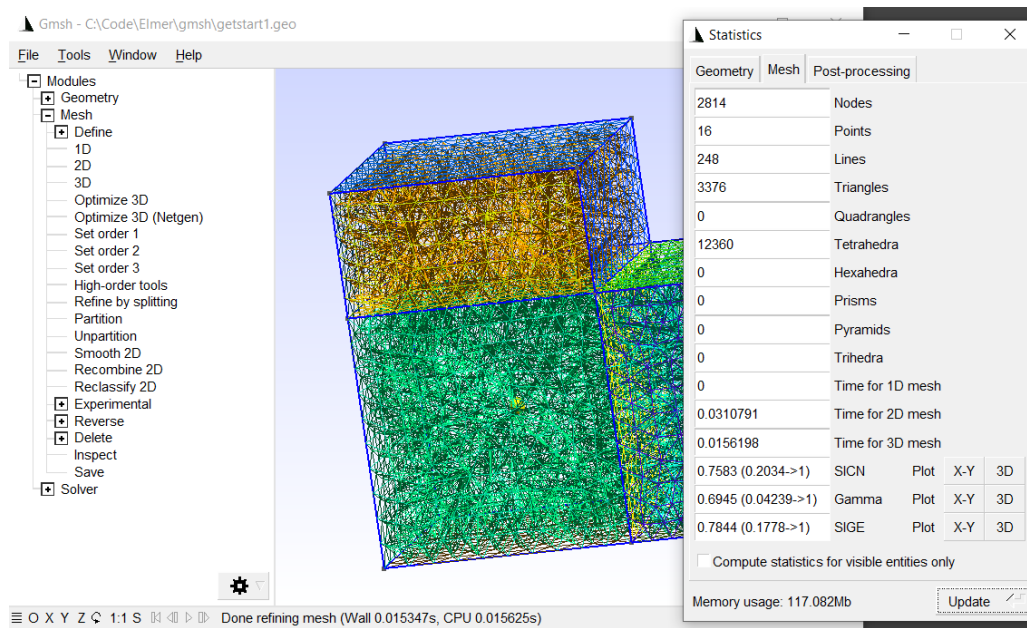 Gmsh - C:\Code\Elmer\gmsh\getstart1.geo
File Tools Window Help
Modules
Geometry
Mesh
Define
1D
2D
3D
Optimize 3D
Optimize 3D (Netgen)
Set order 1
Set order 2
Set order 3
High-order tools
Refine by splitting
Partition
Unpartition
Smooth 2D
Recombine 2D
Reclassify 2D
Experimental
Reverse
Delete
Inspect
Save
Solver
O X Y Z 1:1 S Done refining mesh (Wall 0.015347s, CPU 0.015625s)
Statistics
Geometry Mesh Post-processing
2814 Nodes
16 Points
248 Lines
3376 Triangles
0 Quadrangles
12360 Tetrahedra
0 Hexahedra
0 Prisms
0 Pyramids
0 Trihedra
0 Time for 1D mesh
0.0310791 Time for 2D mesh
0.0156198 Time for 3D mesh
0.7583 (0.2034->1) SICN Plot X-Y 3D
0.6945 (0.04239->1) Gamma Plot X-Y 3D
0.7844 (0.1778->1) SIGE Plot X-Y 3D
Compute statistics for visible entities only
Memory usage: 117.082Mb Update